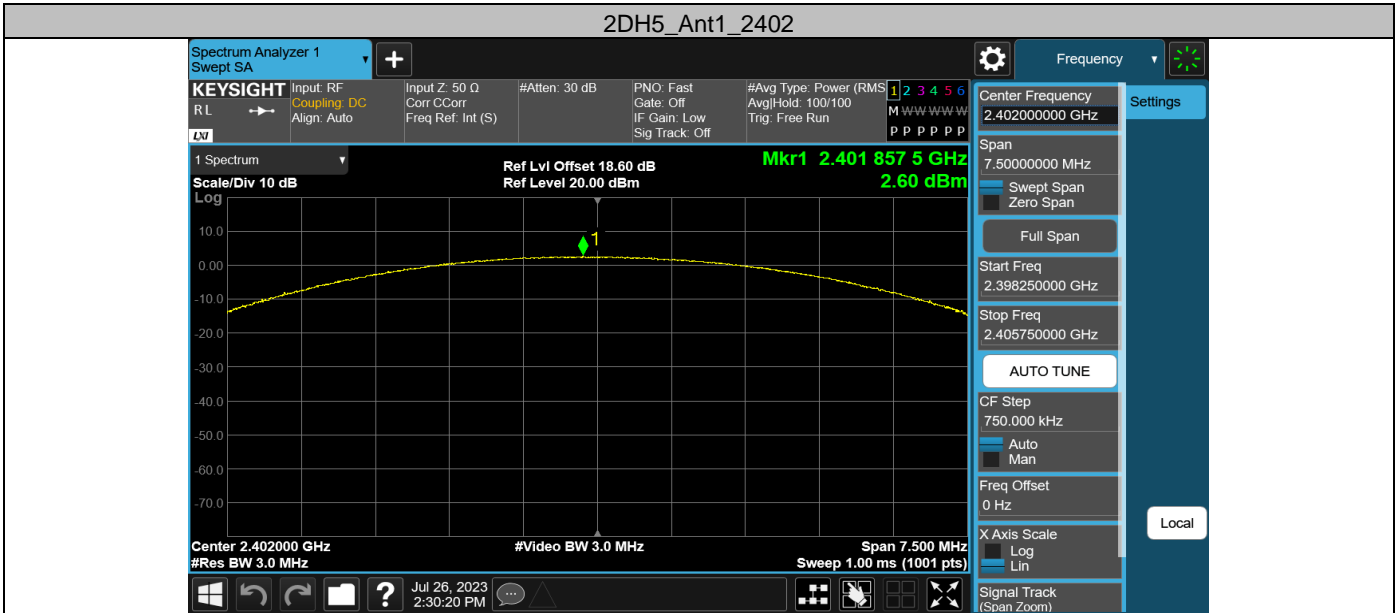 2DH5_Ant1_2402
Spectrum Analyzer 1
Swept SA
+
Frequency
KEYSIGHT
RL
LXI
Input: RF
Coupling: DC
Align: Auto
Input Z: 50 Ω
Corr CCorr
Freq Ref: Int (S)
#Atten: 30 dB
PNO: Fast
Gate: Off
IF Gain: Low
Sig Track: Off
#Avg Type: Power (RMS
Avg|Hold: 100/100
Trig: Free Run
1 2 3 4 5 6
M W W W W W
P P P P P P
1 Spectrum
Scale/Div 10 dB
Log
Ref Lvl Offset 18.60 dB
Ref Level 20.00 dBm
Mkr1 2.401 857 5 GHz
2.60 dBm
1
10.0
0.00
-10.0
-20.0
-30.0
-40.0
-50.0
-60.0
-70.0
Center 2.402000 GHz
#Res BW 3.0 MHz
#Video BW 3.0 MHz
Span 7.500 MHz
Sweep 1.00 ms (1001 pts)
Center Frequency
2.402000000 GHz
Settings
Span
7.50000000 MHz
Swept Span
Zero Span
Full Span
Start Freq
2.398250000 GHz
Stop Freq
2.405750000 GHz
AUTO TUNE
CF Step
750.000 kHz
Auto
Man
Freq Offset
0 Hz
X Axis Scale
Log
Lin
Local
Signal Track
(Span Zoom)
?
Jul 26, 2023
2:30:20 PM